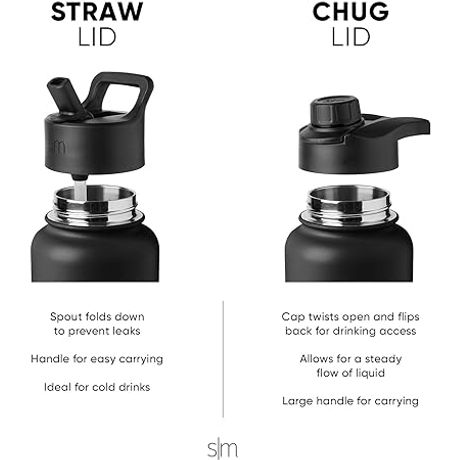 STRAW
LID
CHUG
LID
s|m
Spout folds down
to prevent leaks
Handle for easy carrying
Ideal for cold drinks
Cap twists open and flips
back for drinking access
Allows for a steady
flow of liquid
Large handle for carrying
s|m